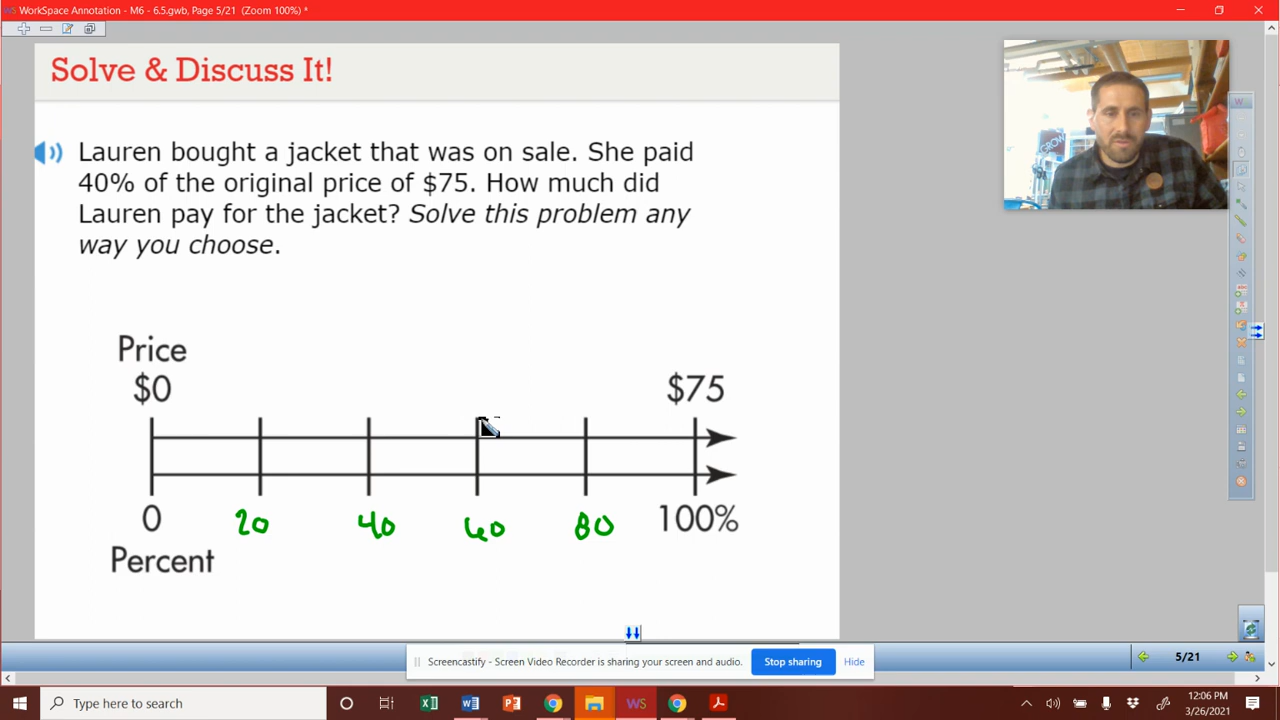 WorkSpace Annotation - M6 - 6.5.gwb, Page 5/21 (Zoom 100%) *
Solve & Discuss It!
Lauren bought a jacket that was on sale. She paid
40% of the original price of $75. How much did
Lauren pay for the jacket? Solve this problem any
way you choose.
Price
$0
$75
0
20
40
60
80
100%
Percent
5/21
Screencastify - Screen Video Recorder is sharing your screen and audio.
Stop sharing
Hide
Type here to search
12:06 PM
3/26/2021